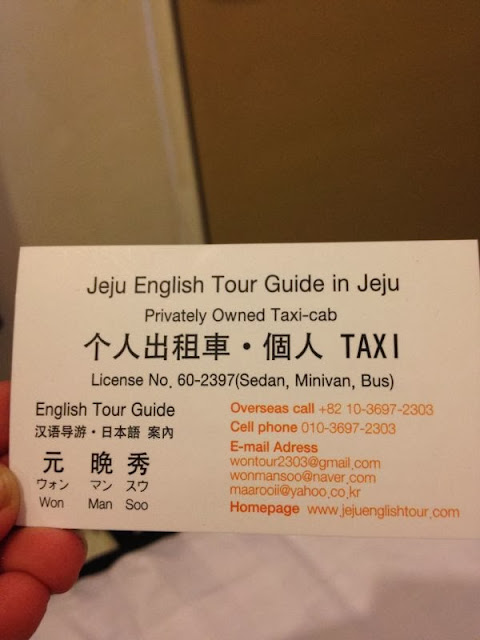 Jeju English Tour Guide in Jeju
Privately Owned Taxi-cab
个人出租車・個人 TAXI
License No. 60-2397(Sedan, Minivan, Bus)
English Tour Guide
汉语导游・日本語 案內
元 晩 秀
ウォン マン スウ
Won Man Soo
Overseas call +82 10-3697-2303
Cell phone 010-3697-2303
E-mail Adress
wontour2303@gmail.com
wonmansoo@naver.com
maarooii@yahoo.co.kr
Homepage www.jejuenglishtour.com